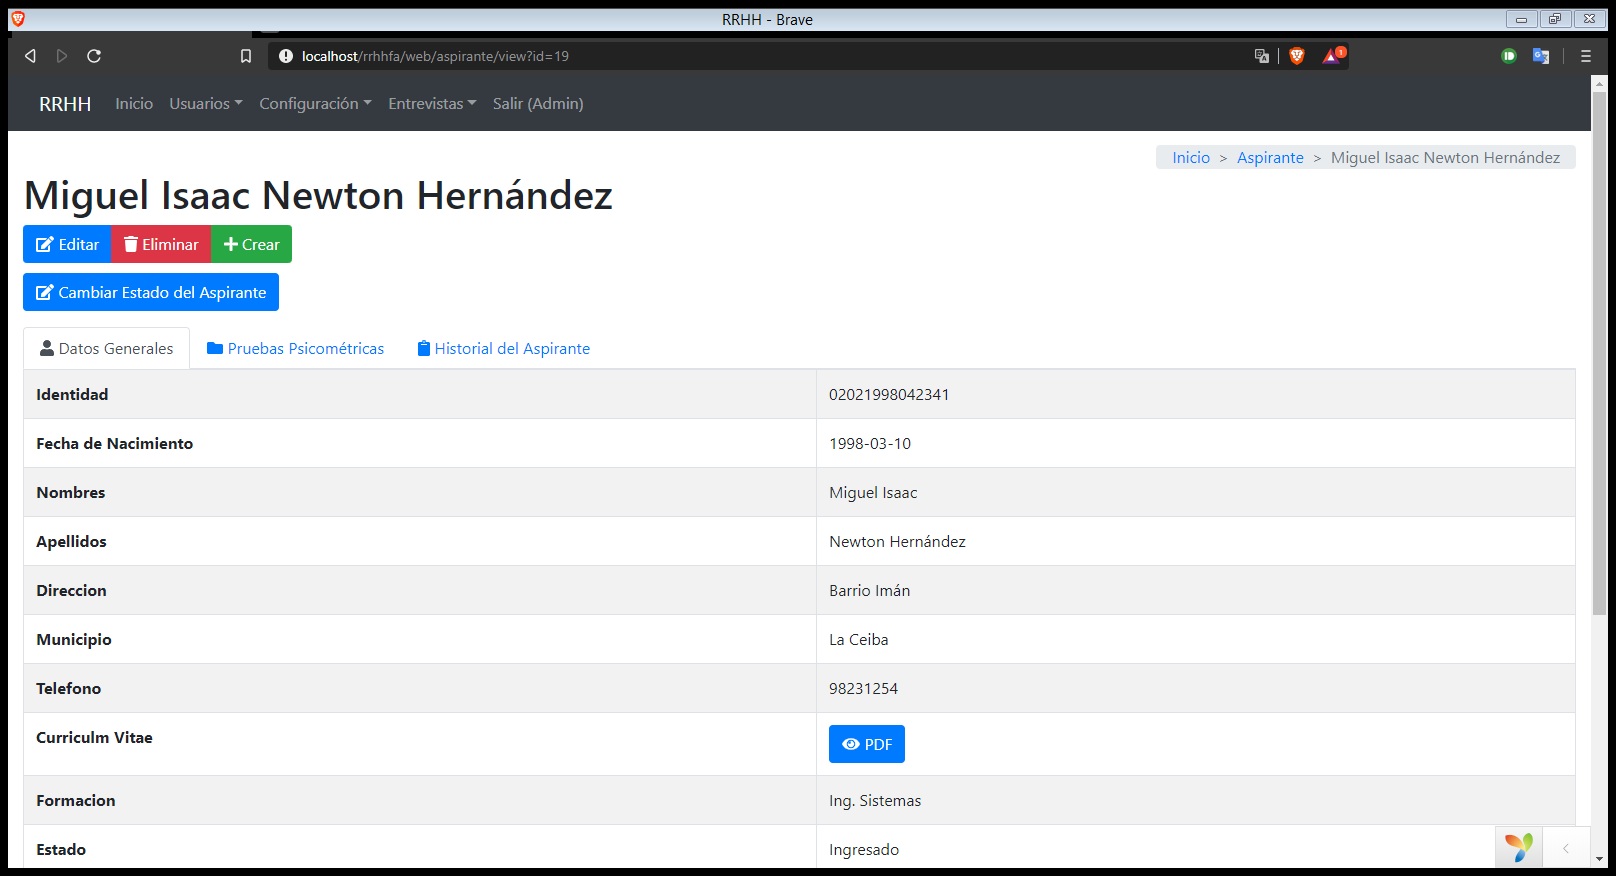 RRHH - Brave
localhost/rrhhfa/web/aspirante/view?id=19
1
RRHH Inicio Usuarios Configuración Entrevistas Salir (Admin)
Inicio > Aspirante > Miguel Isaac Newton Hernández
Miguel Isaac Newton Hernández
Editar Eliminar Crear
Cambiar Estado del Aspirante
Datos Generales Pruebas Psicométricas Historial del Aspirante
Identidad 02021998042341
Fecha de Nacimiento 1998-03-10
Nombres Miguel Isaac
Apellidos Newton Hernández
Direccion Barrio Imán
Municipio La Ceiba
Telefono 98231254
Curriculm Vitae PDF
Formacion Ing. Sistemas
Estado Ingresado